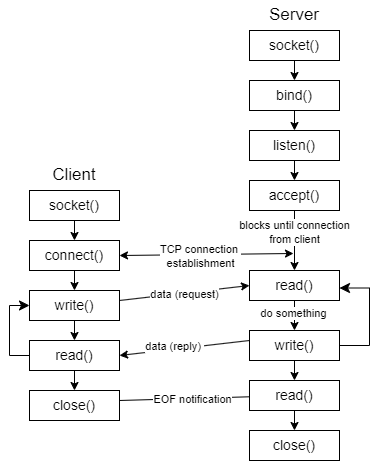 Server
socket()
bind()
listen()
accept()
blocks until connection
from client
Client
socket()
connect()
TCP connection
establishment
write()
data (request)
read()
do something
read()
data (reply)
write()
close()
EOF notification
read()
close()